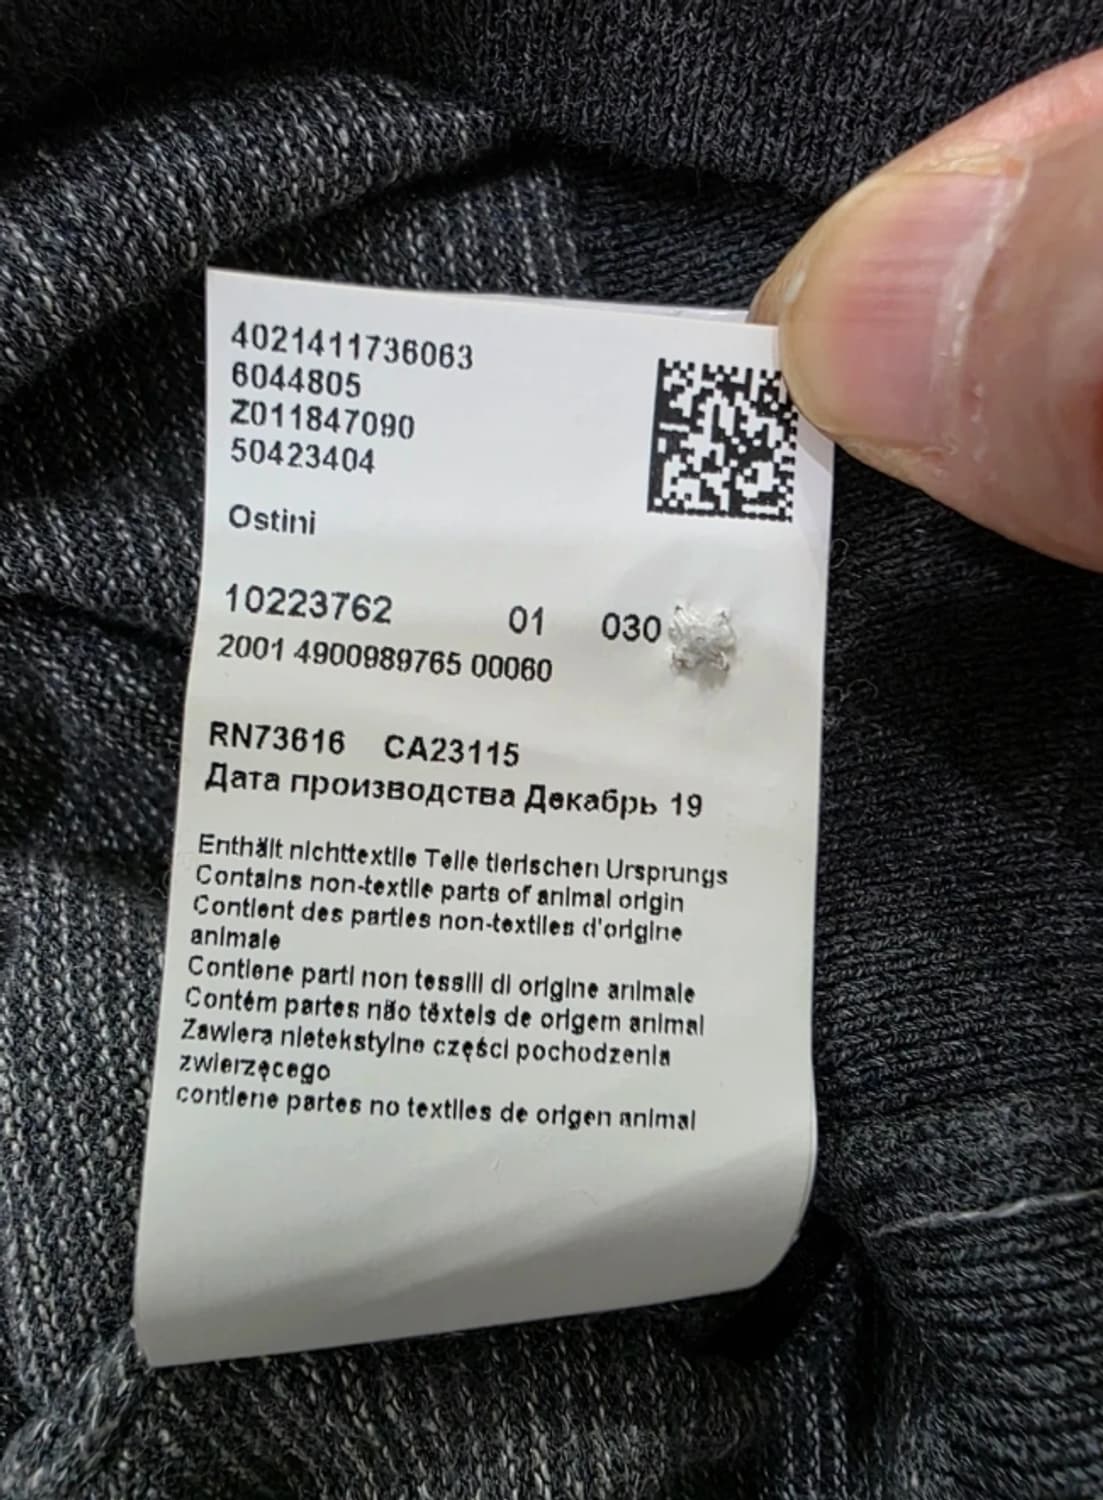 4021411736063
6044805
Z011847090
50423404
Ostini
10223762 01 030
2001 4900989765 00060
RN73616 CA23115
Дата производства Декабрь 19
Enthält nichttextile Teile tierischen Ursprungs
Contains non-textile parts of animal origin
Contient des parties non-textiles d'origine
animale
Contiene parti non tessili di origine animale
Contém partes não têxteis de origem animal
Zawiera nietekstylne części pochodzenia
zwierzęcego
contiene partes no textiles de origen animal